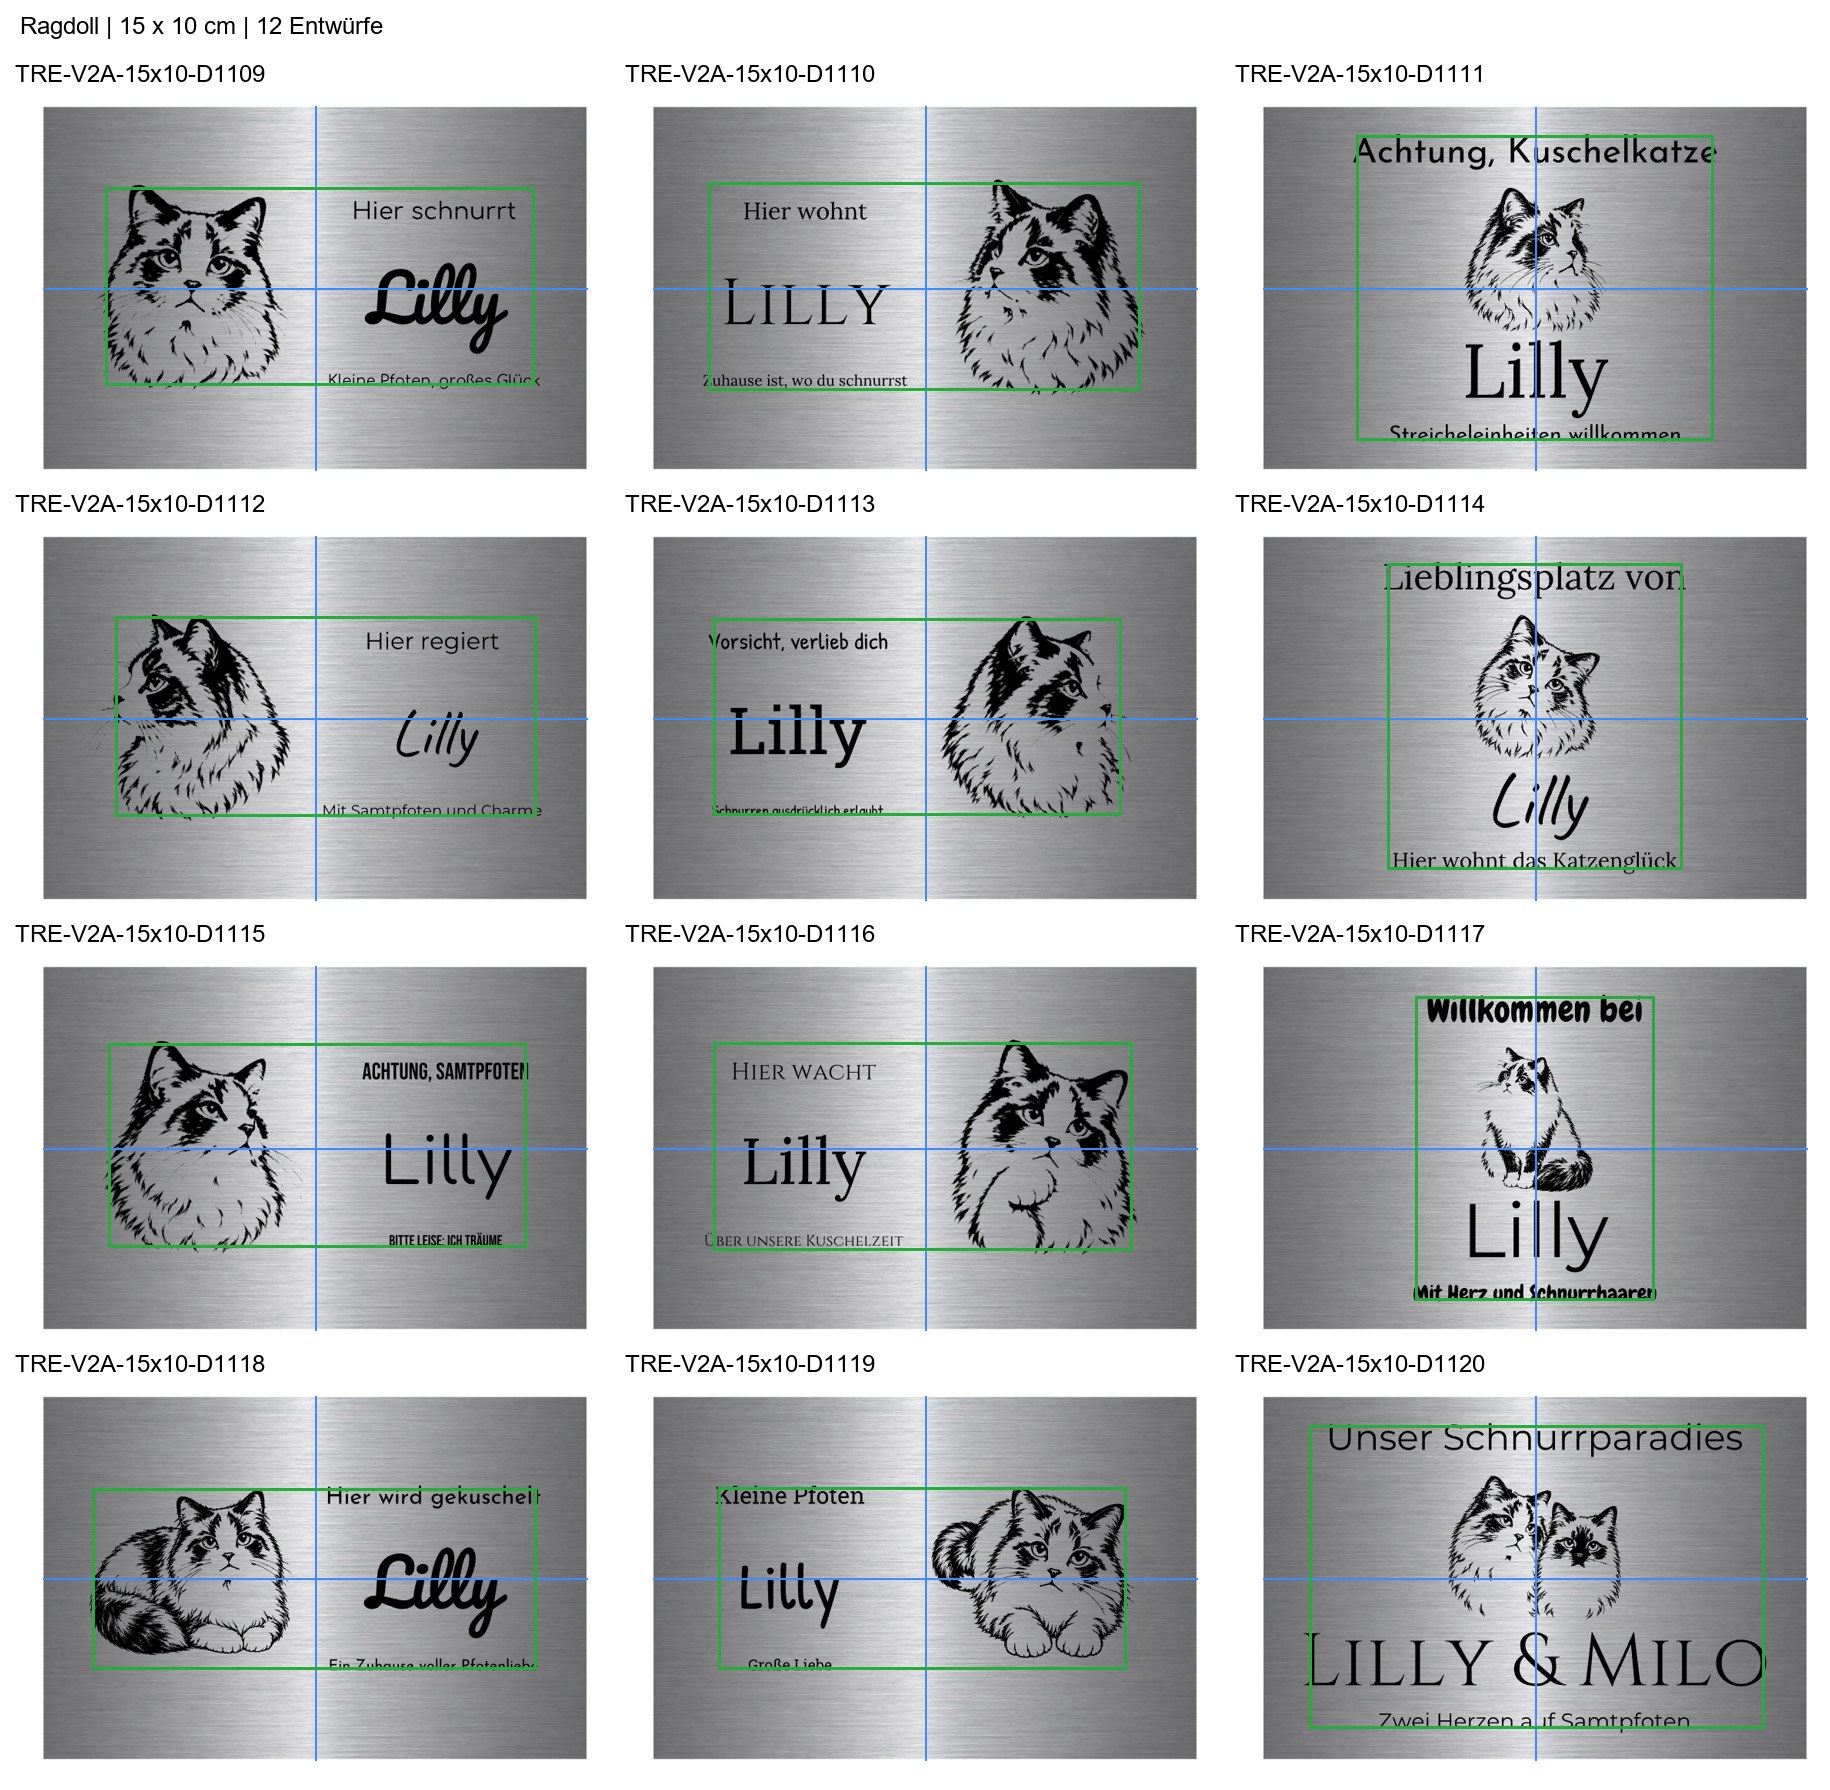 Ragdoll | 15 x 10 cm | 12 Entwürfe
TRE-V2A-15x10-D1109
Hier schnurrt
Lilly
Kleine Pfoten, großes Glück
TRE-V2A-15x10-D1110
Hier wohnt
LILLY
Zuhause ist, wo du schnurrst
TRE-V2A-15x10-D1111
Achtung, Kuschelkatze
Lilly
Streicheleinheiten willkommen
TRE-V2A-15x10-D1112
Hier regiert
Lilly
Mit Samtpfoten und Charme
TRE-V2A-15x10-D1113
Vorsicht, verlieb dich
Lilly
Schnurren ausdrücklich erlaubt
TRE-V2A-15x10-D1114
Lieblingsplatz von
Lilly
Hier wohnt das Katzenglück
TRE-V2A-15x10-D1115
ACHTUNG, SAMTPFOTEN
Lilly
BITTE LEISE: ICH TRÄUME
TRE-V2A-15x10-D1116
HIER WACHT
Lilly
ÜBER UNSERE KUSCHELZEIT
TRE-V2A-15x10-D1117
Willkommen bei
Lilly
Mit Herz und Schnurrhaaren
TRE-V2A-15x10-D1118
Hier wird gekuschelt
Lilly
Ein Zuhause voller Pfotenliebe
TRE-V2A-15x10-D1119
Kleine Pfoten
Lilly
Große Liebe
TRE-V2A-15x10-D1120
Unser Schnurrparadies
LILLY & MILO
Zwei Herzen auf Samtpfoten